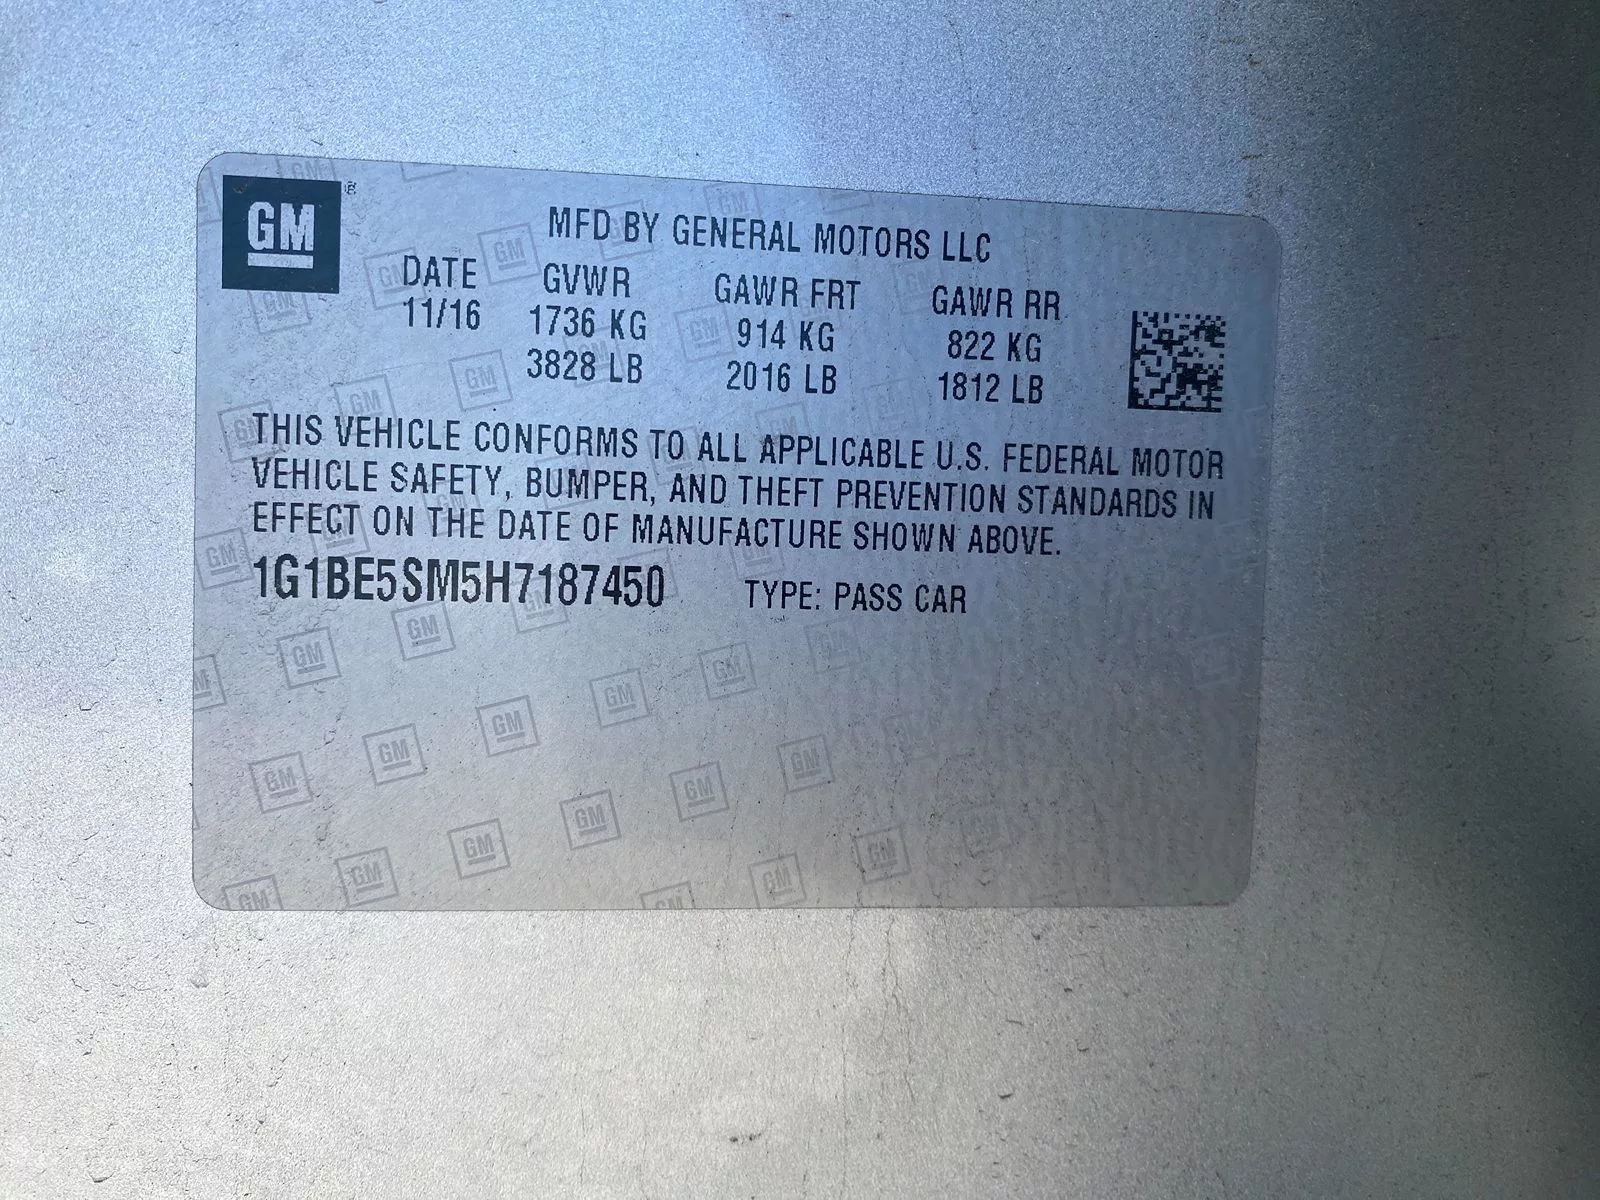 GM ®
MFD BY GENERAL MOTORS LLC
DATE GVWR GAWR FRT GAWR RR
11/16 1736 KG 914 KG 822 KG
3828 LB 2016 LB 1812 LB
THIS VEHICLE CONFORMS TO ALL APPLICABLE U.S. FEDERAL MOTOR
VEHICLE SAFETY, BUMPER, AND THEFT PREVENTION STANDARDS IN
EFFECT ON THE DATE OF MANUFACTURE SHOWN ABOVE.
1G1BE5SM5H7187450 TYPE: PASS CAR